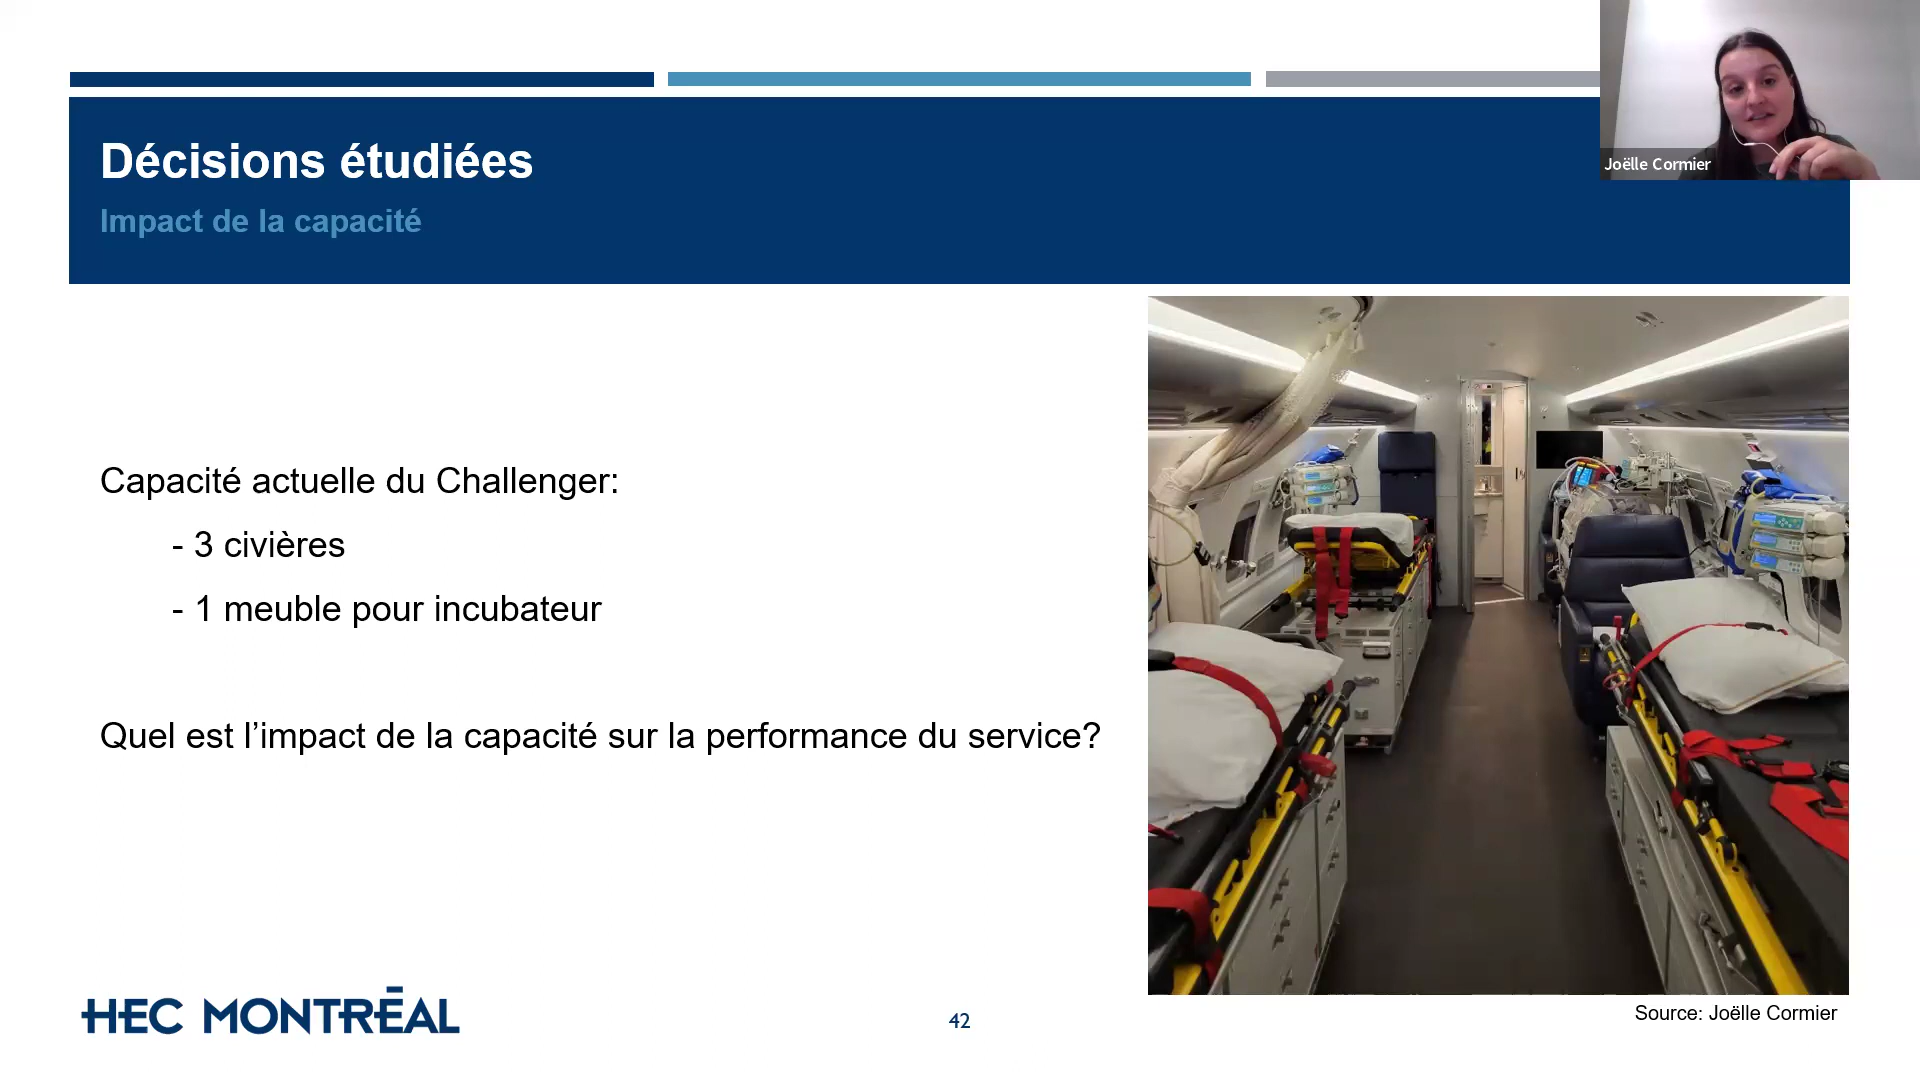 Joëlle Cormier
Décisions étudiées
Impact de la capacité
Capacité actuelle du Challenger:
- 3 civières
- 1 meuble pour incubateur
Quel est l’impact de la capacité sur la performance du service?
HEC MONTRÉAL
42
Source: Joëlle Cormier